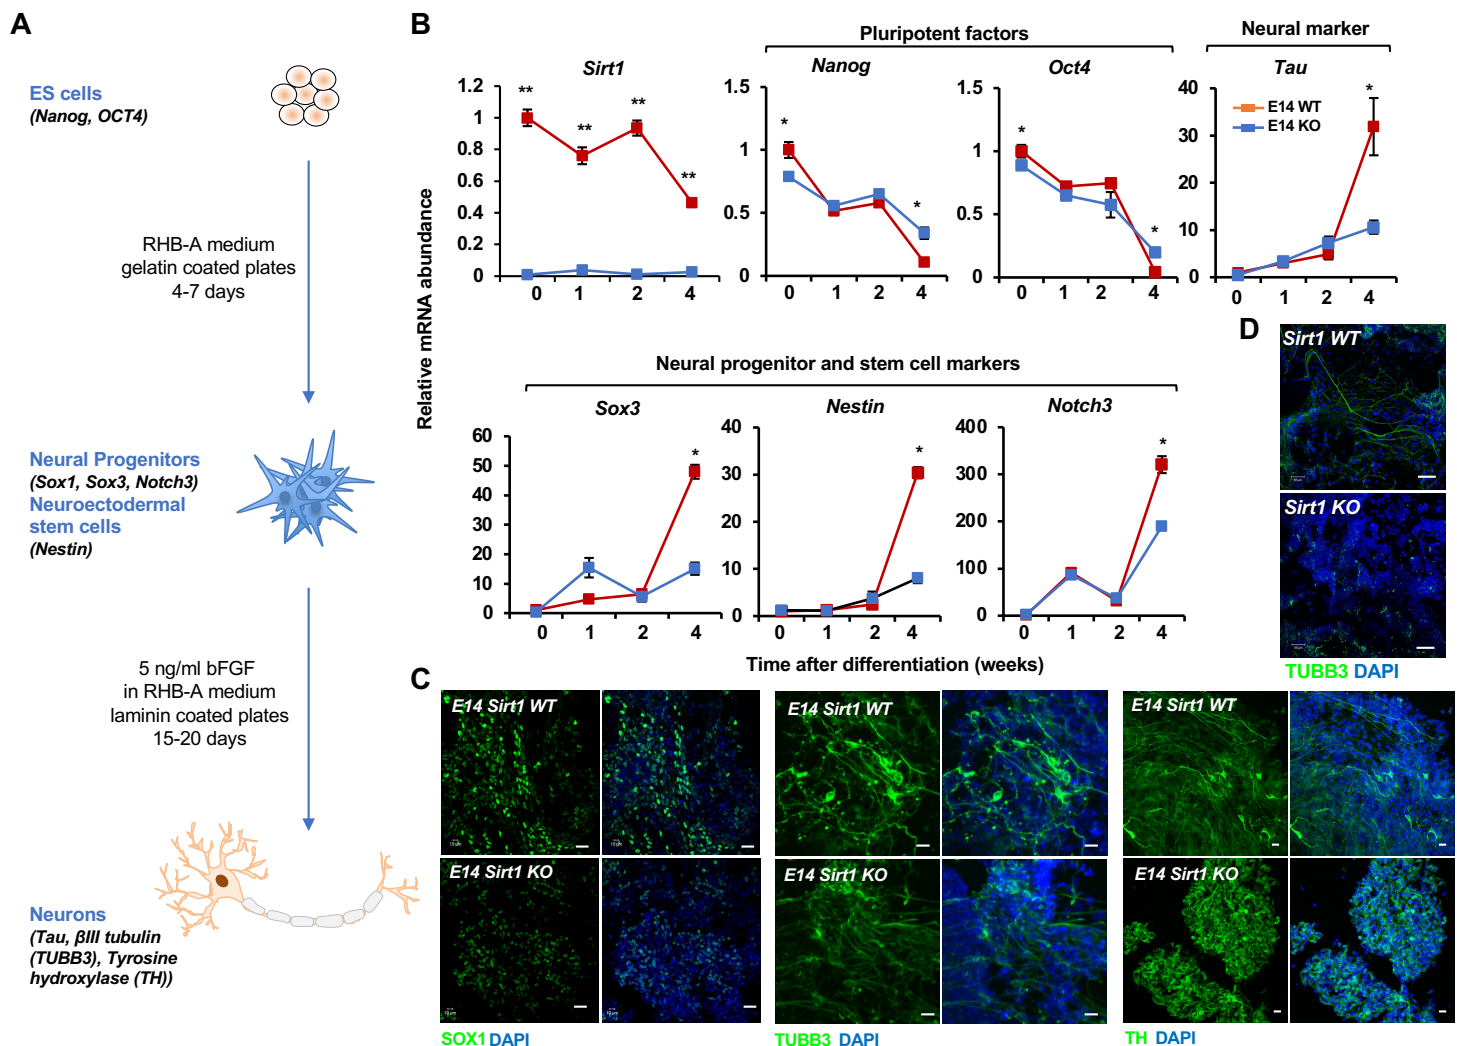 A
ES cells
(Nanog, OCT4)
RHB-A medium
gelatin coated plates
4-7 days
Neural Progenitors
(Sox1, Sox3, Notch3)
Neuroectodermal
stem cells
(Nestin)
5 ng/ml bFGF
in RHB-A medium
laminin coated plates
15-20 days
Neurons
(Tau, βIII tubulin
(TUBB3), Tyrosine
hydroxylase (TH))
B
Relative mRNA abundance
Sirt1
1.2
1
0.8
0.6
0.4
0.2
0
** ** ** **
0 1 2 4
Pluripotent factors
Nanog
1.5
1
0.5
0
* *
0 1 2 4
Oct4
1.5
1
0.5
0
* *
0 1 2 4
Neural marker
Tau
40
30
20
10
0
*
E14 WT
E14 KO
0 1 2 4
Neural progenitor and stem cell markers
Sox3
60
50
40
30
20
10
0
*
0 1 2 4
Nestin
40
30
20
10
0
*
0 1 2 4
Notch3
400
300
200
100
0
*
0 1 2 4
Time after differentiation (weeks)
C
E14 Sirt1 WT
E14 Sirt1 KO
SOX1 DAPI
E14 Sirt1 WT
E14 Sirt1 KO
TUBB3 DAPI
E14 Sirt1 WT
E14 Sirt1 KO
TH DAPI
D
Sirt1 WT
Sirt1 KO
TUBB3 DAPI